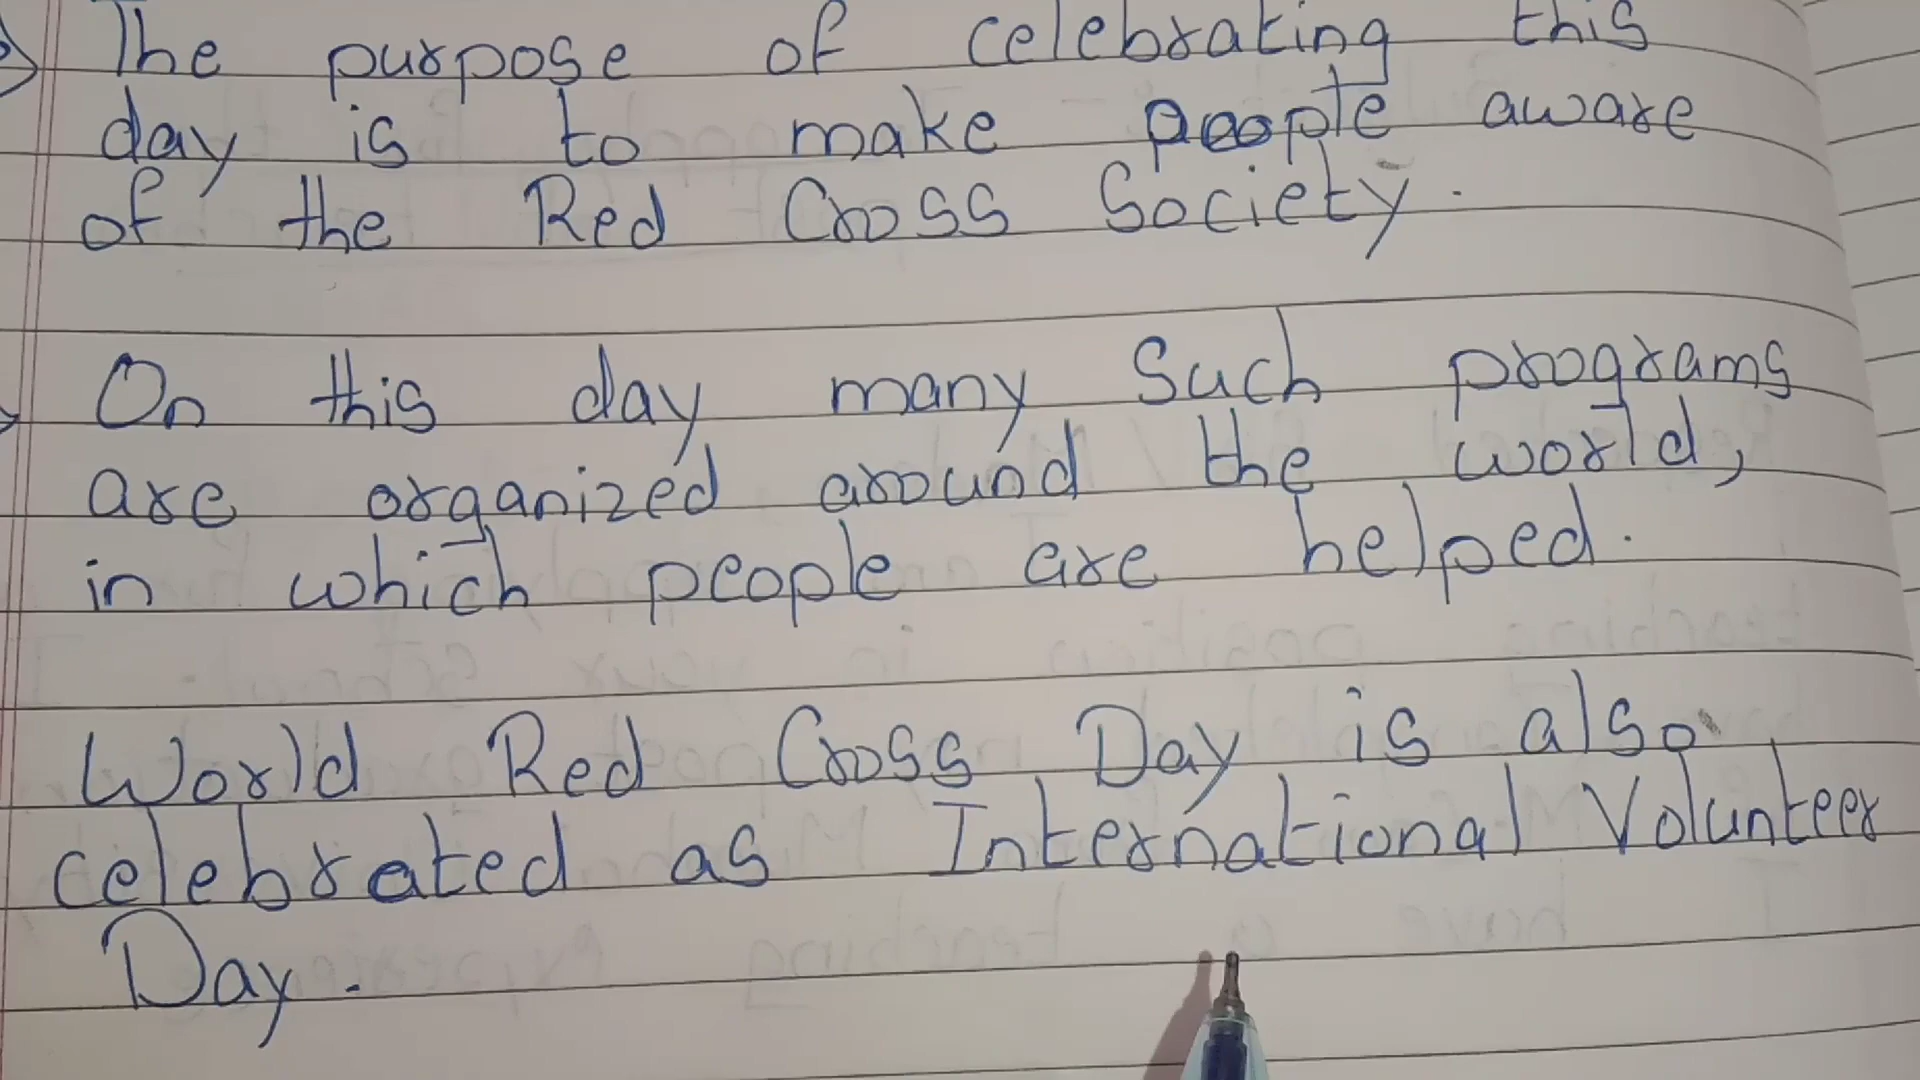 The purpose of celebrating this
day is to make people aware
of the Red Cross Society.
On this day many Such programs
are organized around the world,
in which people are helped.
World Red Cross Day is also
celebrated as International Volunteer
Day.